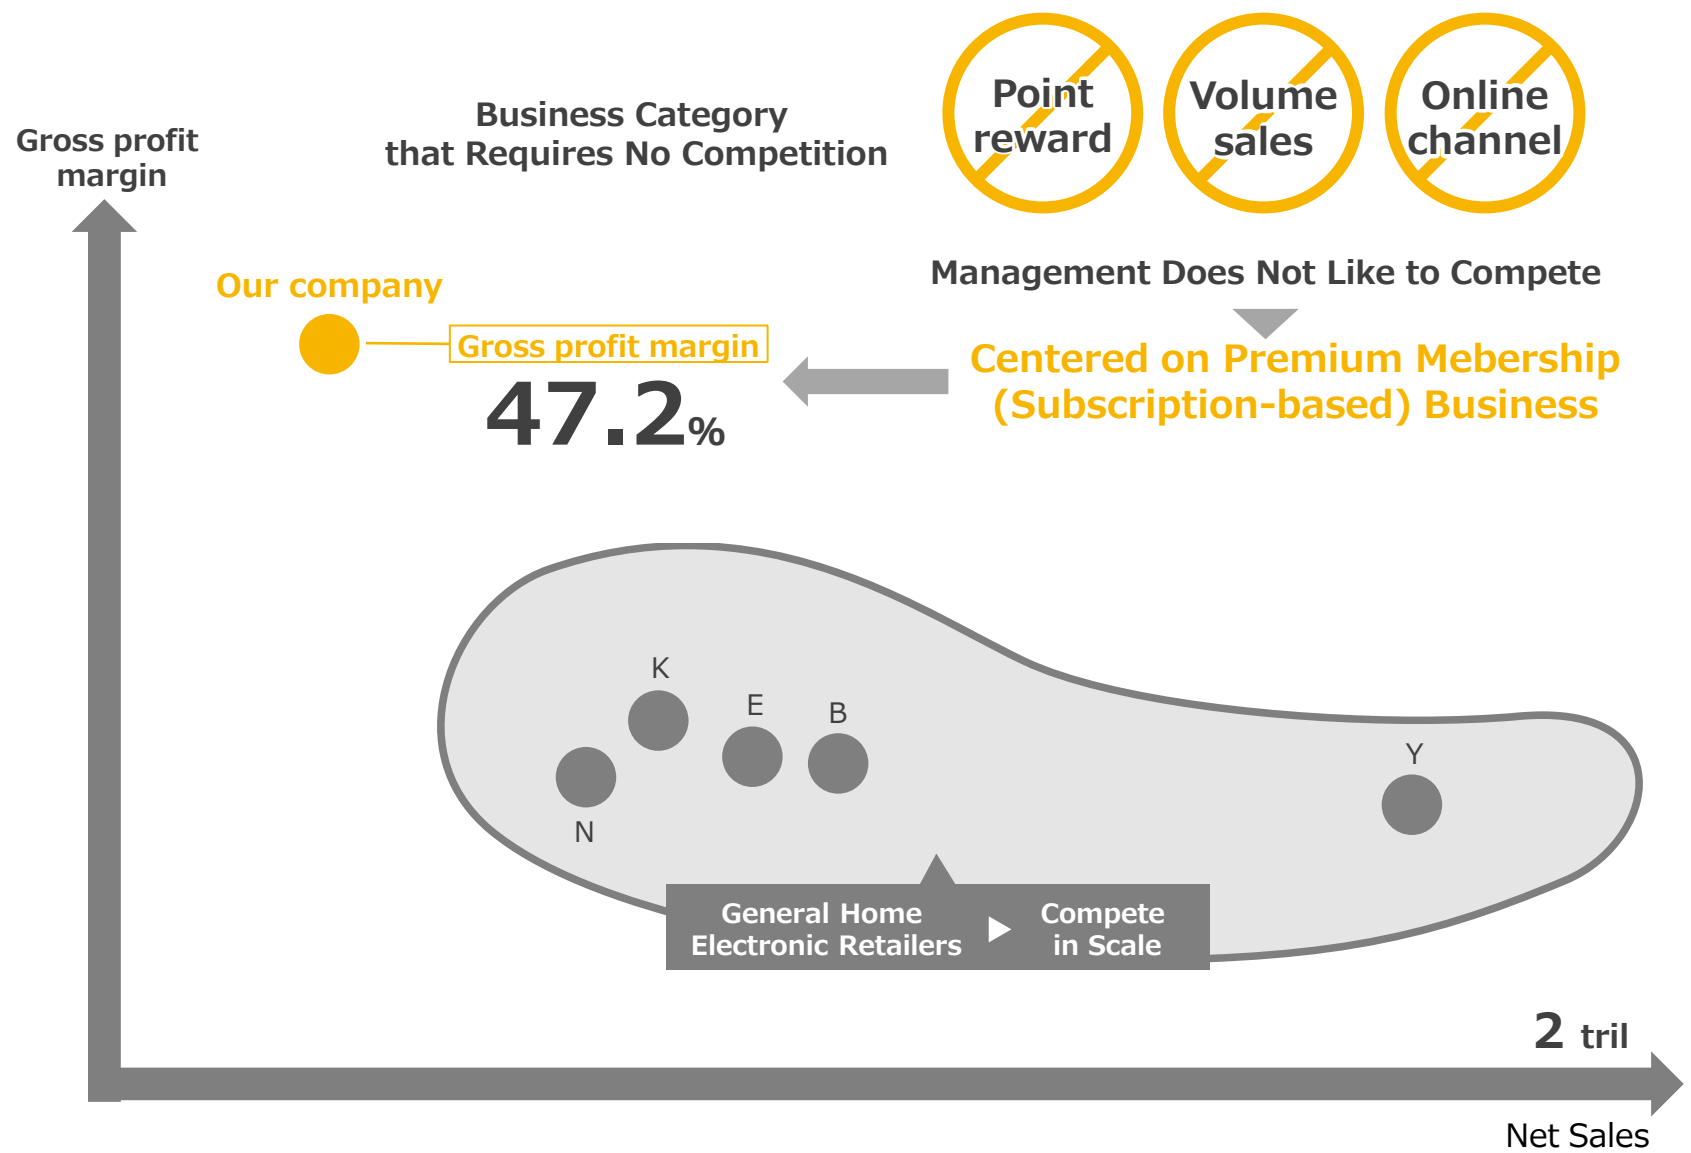 Gross profit
margin
Business Category
that Requires No Competition
Point
reward
Volume
sales
Online
channel
Management Does Not Like to Compete
Our company
Gross profit margin
47.2%
Centered on Premium Mebership
(Subscription-based) Business
K
E
B
Y
N
General Home
Electronic Retailers
Compete
in Scale
2 tril
Net Sales